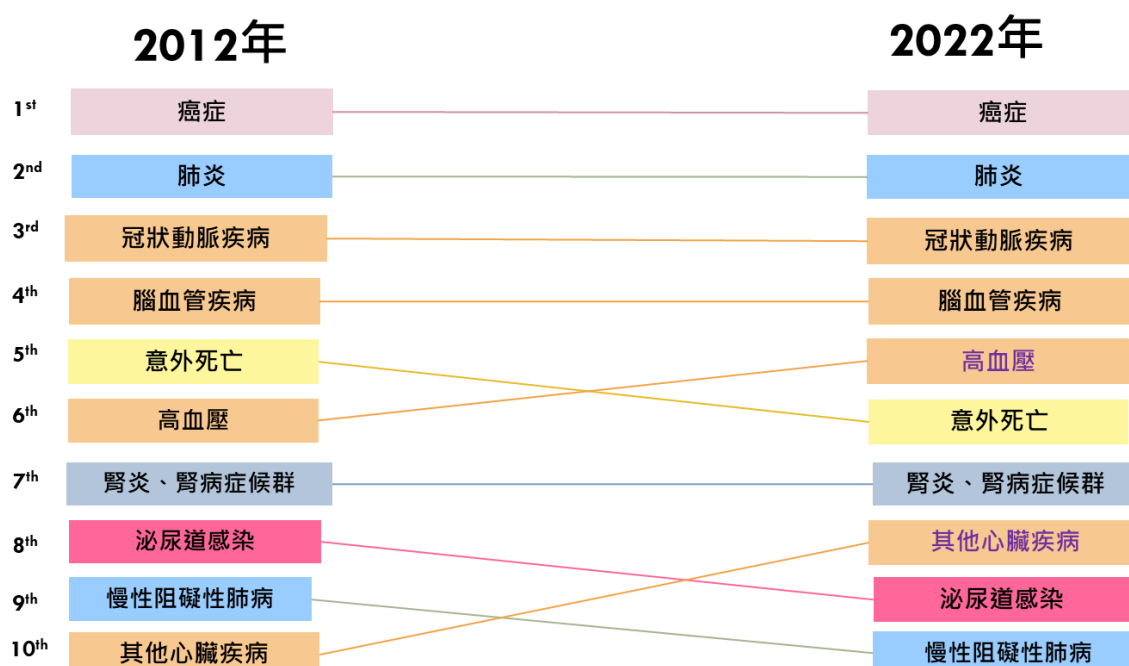 2012年 2022年
1st 癌症 癌症
2nd 肺炎 肺炎
3rd 冠狀動脈疾病 冠狀動脈疾病
4th 腦血管疾病 腦血管疾病
5th 意外死亡 高血壓
6th 高血壓 意外死亡
7th 腎炎、腎病症候群 腎炎、腎病症候群
8th 泌尿道感染 其他心臟疾病
9th 慢性阻礙性肺病 泌尿道感染
10th 其他心臟疾病 慢性阻礙性肺病